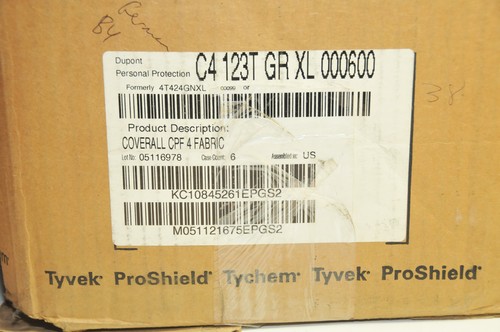 By
Dupont
Personal Protection C4 123T GR XL 000600
Formerly 4T424GNXL
Product Description:
COVERALL CPF 4 FABRIC
Lot No: 05116978 Case Count: 6 Assembled in: US
KC10845261EPGS2
M051121675EPGS2
38
Tyvek® ProShield® Tychem® Tyvek® ProShield®